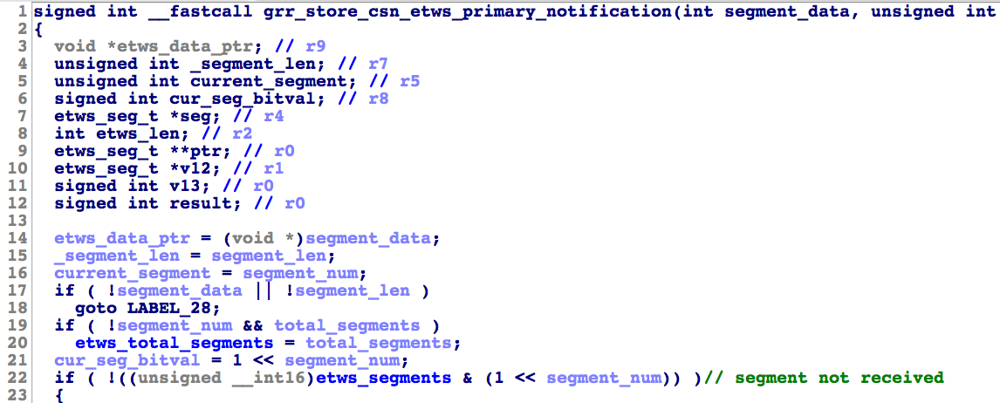 1 signed int __fastcall grr_store_csn_etws_primary_notification(int segment_data, unsigned int
2 {
3 void *etws_data_ptr; // r9
4 unsigned int _segment_len; // r7
5 unsigned int current_segment; // r5
6 signed int cur_seg_bitval; // r8
7 etws_seg_t *seg; // r4
8 int etws_len; // r2
9 etws_seg_t **ptr; // r0
10 etws_seg_t *v12; // r1
11 signed int v13; // r0
12 signed int result; // r0
13
14 etws_data_ptr = (void *)segment_data;
15 _segment_len = segment_len;
16 current_segment = segment_num;
17 if ( !segment_data || !segment_len )
18 goto LABEL_28;
19 if ( !segment_num && total_segments )
20 etws_total_segments = total_segments;
21 cur_seg_bitval = 1 << segment_num;
22 if ( !((unsigned __int16)etws_segments & (1 << segment_num)) )// segment not received
23 {